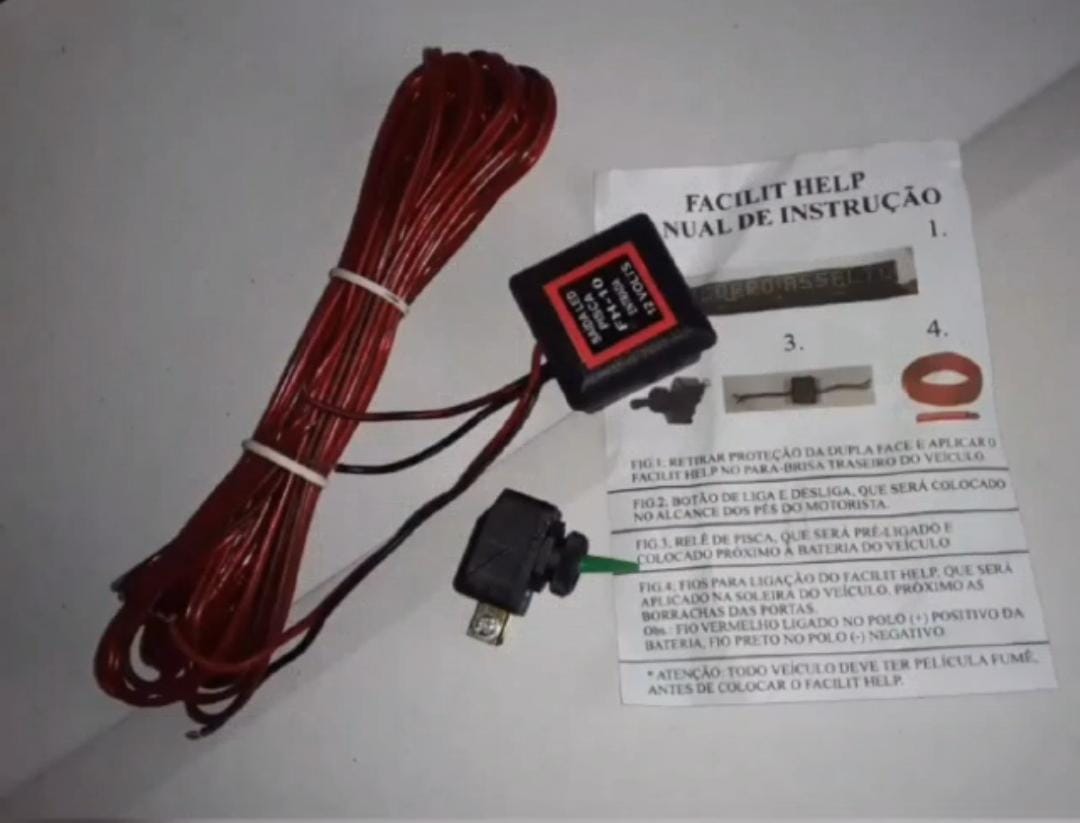 FACILIT HELP
NUAL DE INSTRUÇÃO
1.
SAÍDA LED
PISCA
FH-10
ENTRADA
12 VOLTS
3.
4.
FIG.1. RETIRAR PROTEÇÃO DA DUPLA FACE E APLICAR O
FACILIT HELP NO PARA-BRISA TRASEIRO DO VEÍCULO.
FIG.2. BOTÃO DE LIGA E DESLIGA, QUE SERÁ COLOCADO
NO ALCANCE DOS PÉS DO MOTORISTA.
FIG.3. RELÊ DE PISCA, QUE SERÁ PRÉ-LIGADO E
COLOCADO PRÓXIMO À BATERIA DO VEÍCULO
FIG.4. FIOS PARA LIGAÇÃO DO FACILIT HELP, QUE SERÁ
APLICADO NA SOLEIRA DO VEÍCULO, PRÓXIMO AS
BORRACHAS DAS PORTAS.
Obs.: FIO VERMELHO LIGADO NO POLO (+) POSITIVO DA
BATERIA, FIO PRETO NO POLO (-) NEGATIVO
* ATENÇÃO: TODO VEÍCULO DEVE TER PELÍCULA FUMÊ,
ANTES DE COLOCAR O FACILIT HELP.